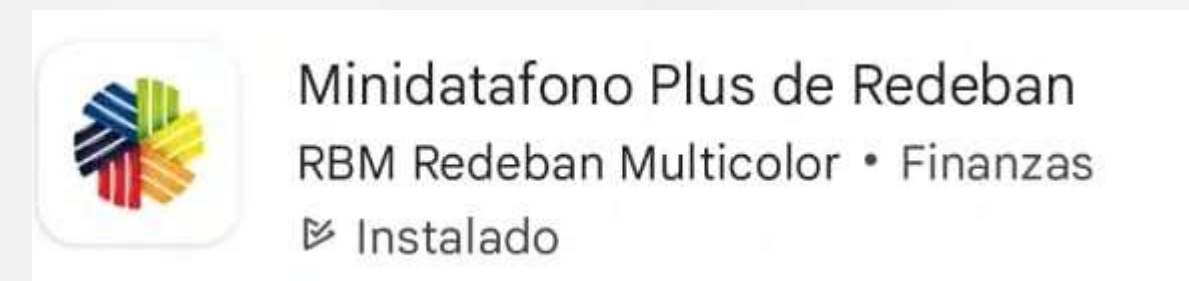 Minidatafono Plus de Redeban
RBM Redeban Multicolor • Finanzas
Instalado